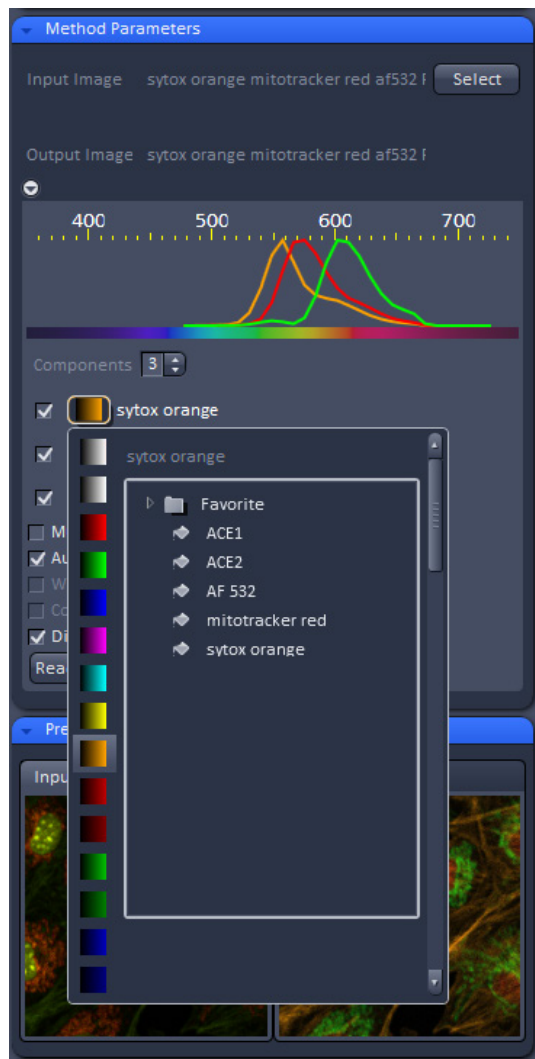 Method Parameters
Input Image sytox orange mitotracker red af532 Select
Output Image sytox orange mitotracker red af532
400 500 600 700
Components 3
sytox orange
sytox orange
Favorite
ACE1
ACE2
AF 532
mitotracker red
sytox orange